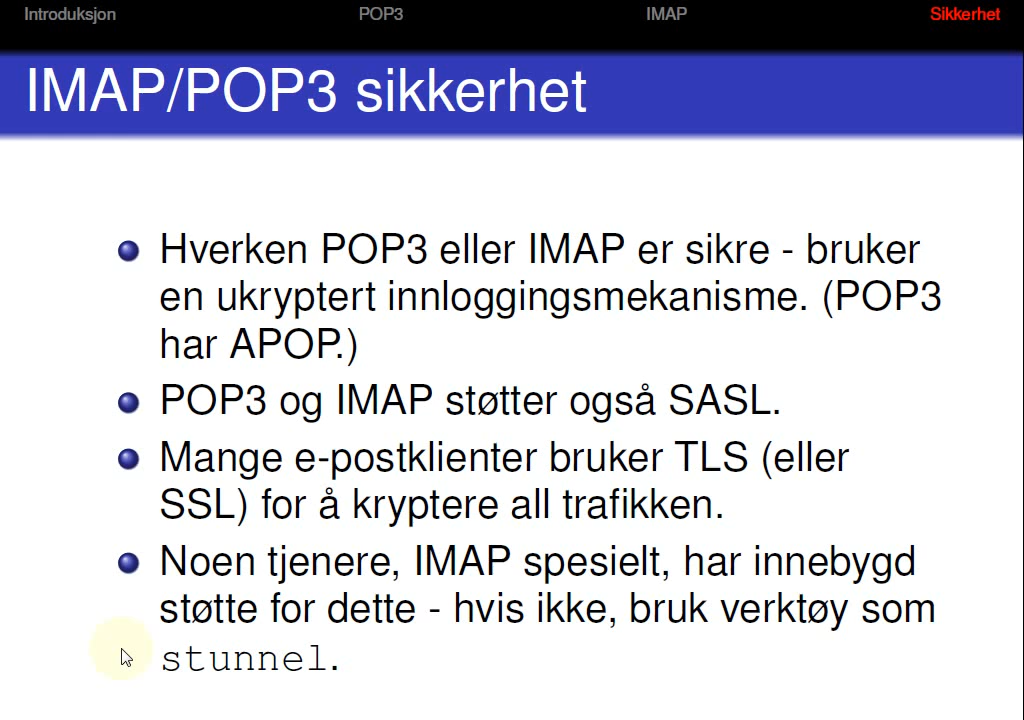 Introduksjon POP3 IMAP Sikkerhet
IMAP/POP3 sikkerhet
Hverken POP3 eller IMAP er sikre - bruker
en ukryptert innloggingsmekanisme. (POP3
har APOP.)
POP3 og IMAP støtter også SASL.
Mange e-postklienter bruker TLS (eller
SSL) for å kryptere all trafikken.
Noen tjenere, IMAP spesielt, har innebygd
støtte for dette - hvis ikke, bruk verktøy som
stunnel.